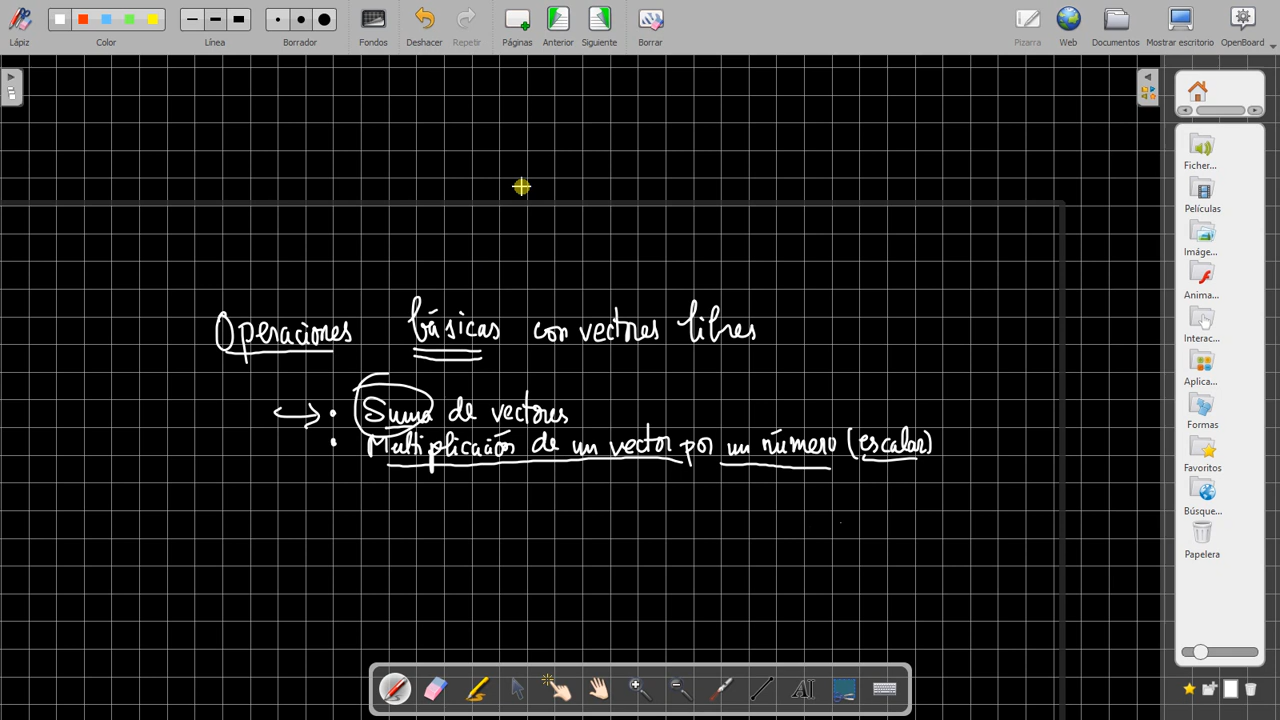 Lápiz Color Línea Borrador Fondos Deshacer Repetir Páginas Anterior Siguiente Borrar Pizarra Web Documentos Mostrar escritorio OpenBoard
Ficher...
Películas
Image...
Anima...
Interac...
Aplica...
Formas
Favoritos
Búsque...
Papelera
Operaciones básicas con vectores libres
• Suma de vectores
• Multiplicación de un vector por un número (escalar)
AI